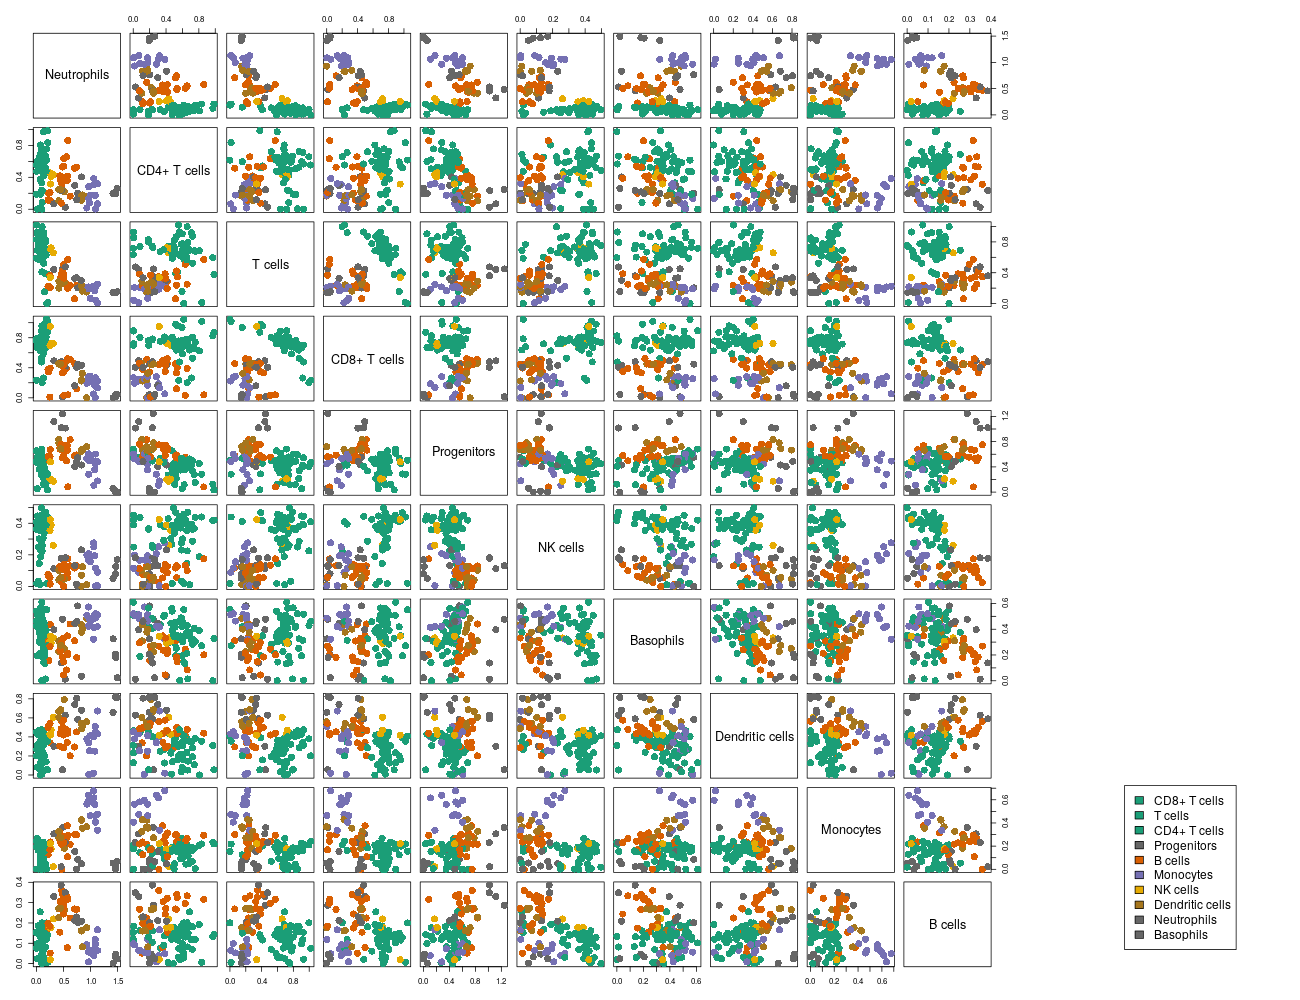 0.0 0.4 0.8 0.0 0.4 0.8 0.0 0.2 0.4 0.0 0.2 0.4 0.6 0.8 0.0 0.1 0.2 0.3 0.4
Neutrophils 0.0 0.5 1.0 1.5
0.0 0.4 0.8 CD4+ T cells
T cells 0.0 0.4 0.8
0.0 0.4 0.8 CD8+ T cells
Progenitors 0.0 0.4 0.8 1.2
0.0 0.2 0.4 NK cells
Basophils 0.0 0.2 0.4 0.6
0.0 0.2 0.4 0.6 0.8 Dendritic cells
Monocytes 0.0 0.2 0.4 0.6
0.0 0.1 0.2 0.3 0.4 B cells
0.0 0.5 1.0 1.5 0.0 0.4 0.8 0.0 0.4 0.8 1.2 0.0 0.2 0.4 0.6 0.0 0.2 0.4 0.6
CD8+ T cells
T cells
CD4+ T cells
Progenitors
B cells
Monocytes
NK cells
Dendritic cells
Neutrophils
Basophils